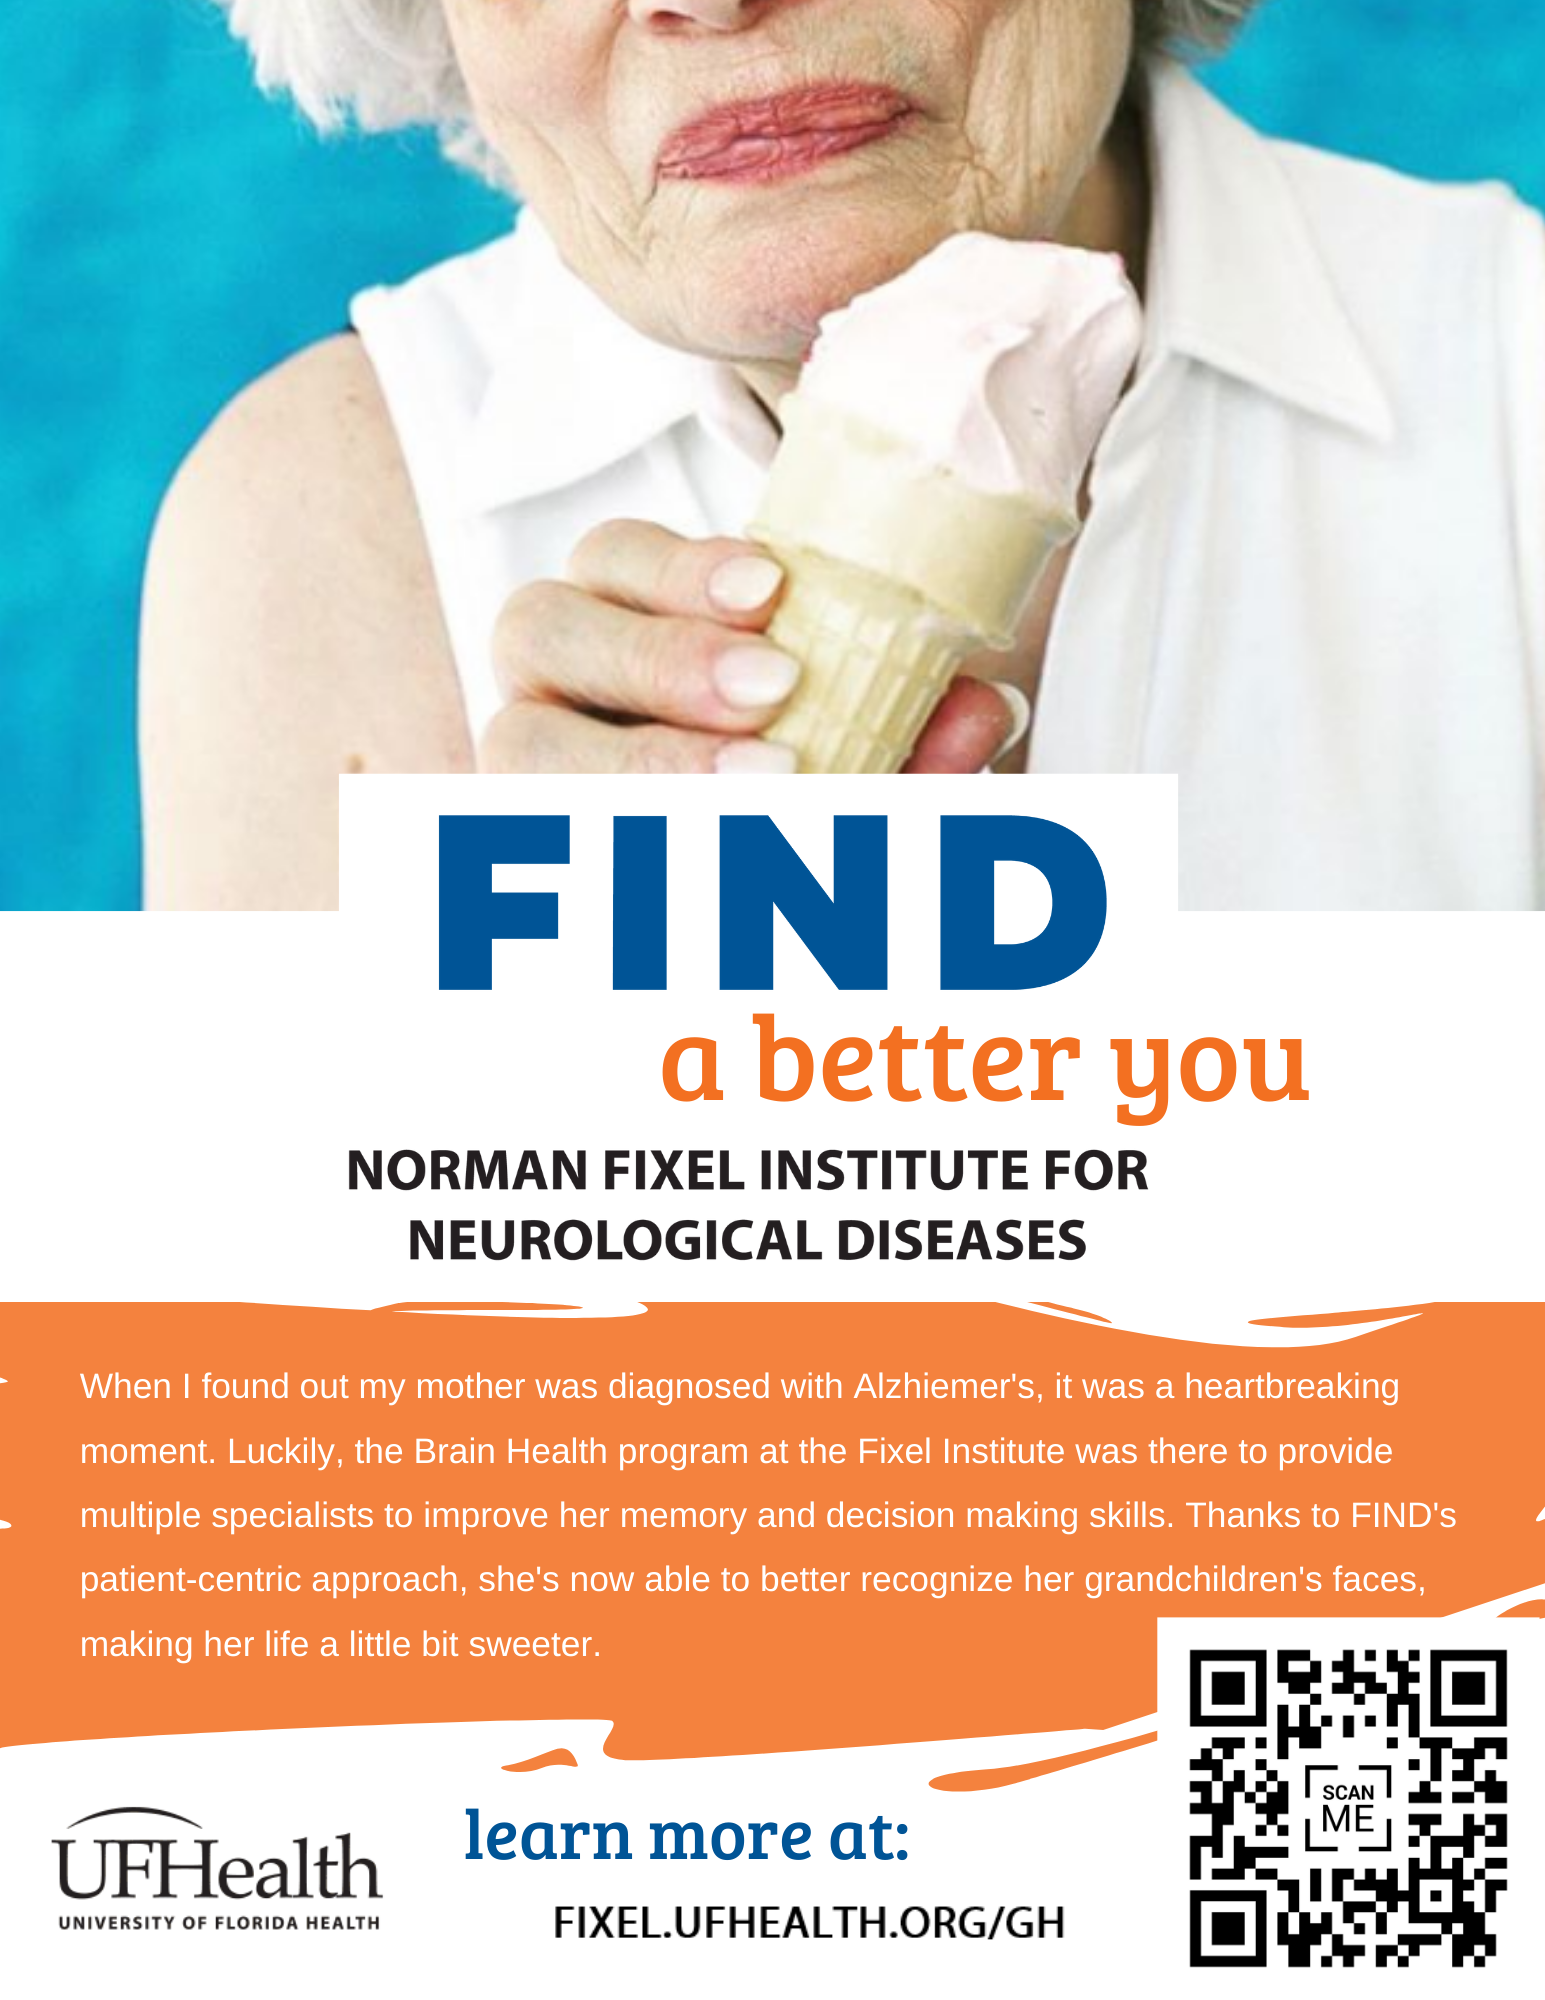 FIND
a better you
NORMAN FIXEL INSTITUTE FOR
NEUROLOGICAL DISEASES
When I found out my mother was diagnosed with Alzhiemer's, it was a heartbreaking
moment. Luckily, the Brain Health program at the Fixel Institute was there to provide
multiple specialists to improve her memory and decision making skills. Thanks to FIND's
patient-centric approach, she's now able to better recognize her grandchildren's faces,
making her life a little bit sweeter.
SCAN
ME
learn more at:
FIXEL.UFHEALTH.ORG/GH
UFHealth
UNIVERSITY OF FLORIDA HEALTH